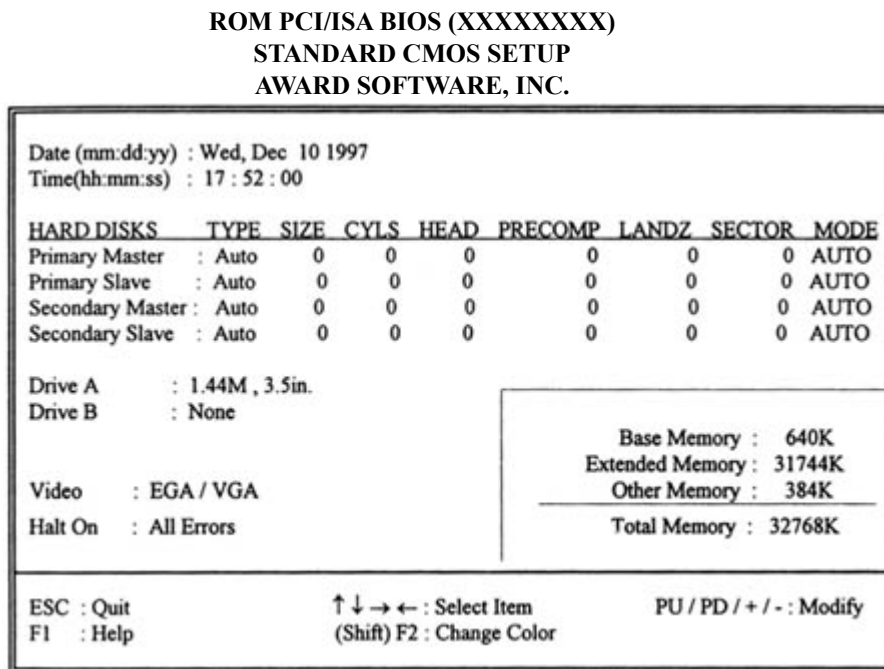 ROM PCI/ISA BIOS (XXXXXXXX)
STANDARD CMOS SETUP
AWARD SOFTWARE, INC.
Date (mm:dd:yy) : Wed, Dec 10 1997
Time(hh:mm:ss) : 17 : 52 : 00
HARD DISKS TYPE SIZE CYLS HEAD PRECOMP LANDZ SECTOR MODE
Primary Master : Auto 0 0 0 0 0 0 AUTO
Primary Slave : Auto 0 0 0 0 0 0 AUTO
Secondary Master : Auto 0 0 0 0 0 0 AUTO
Secondary Slave : Auto 0 0 0 0 0 0 AUTO
Drive A : 1.44M , 3.5in.
Drive B : None
Base Memory : 640K
Extended Memory : 31744K
Video : EGA / VGA
Other Memory : 384K
Halt On : All Errors
Total Memory : 32768K
ESC : Quit ↑ ↓ → ← : Select Item PU / PD / + / - : Modify
F1 : Help (Shift) F2 : Change Color